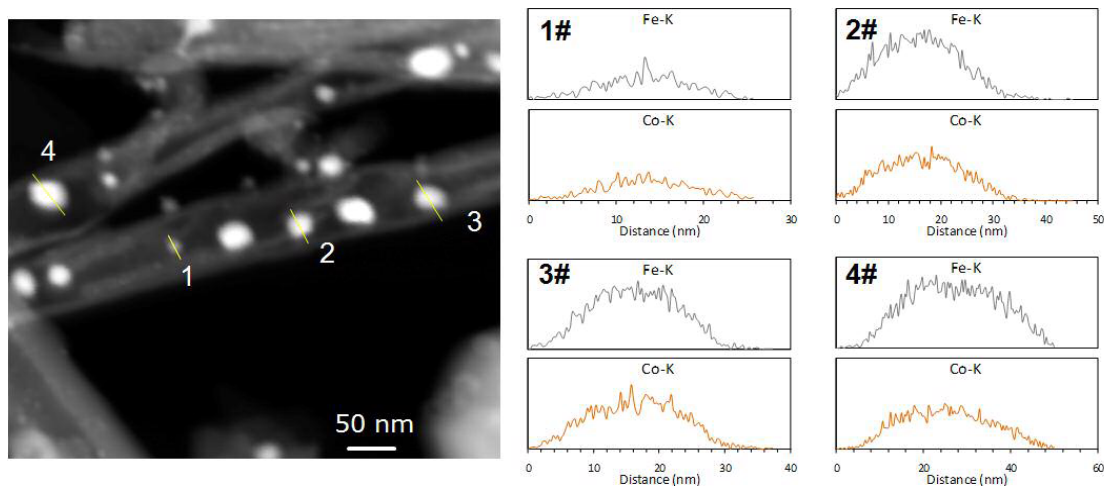 4
3
2
1
50 nm
1#
Fe-K
Co-K
0 10 20 30
Distance (nm)
2#
Fe-K
Co-K
0 10 20 30 40 50
Distance (nm)
3#
Fe-K
Co-K
0 10 20 30 40
Distance (nm)
4#
Fe-K
Co-K
0 20 40 60
Distance (nm)